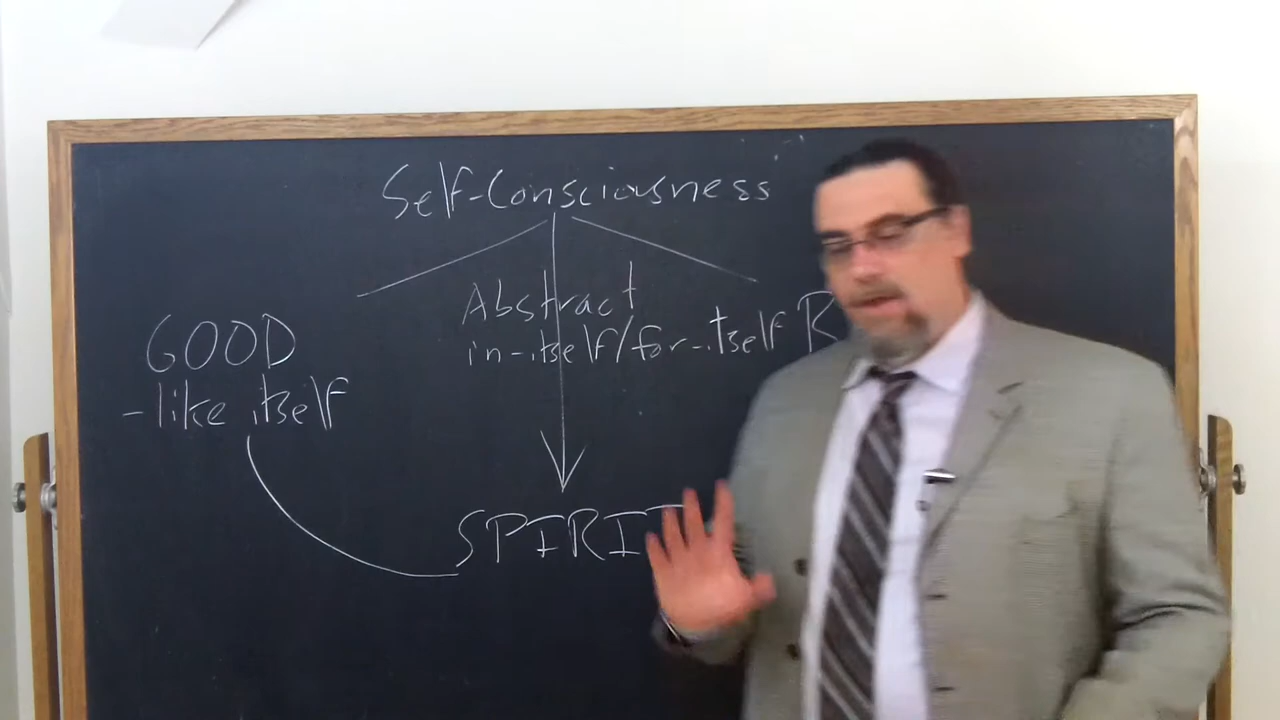 Self-Consciousness
Abstract
in-itself/for-itself
GOOD
-like itself
SPIRIT